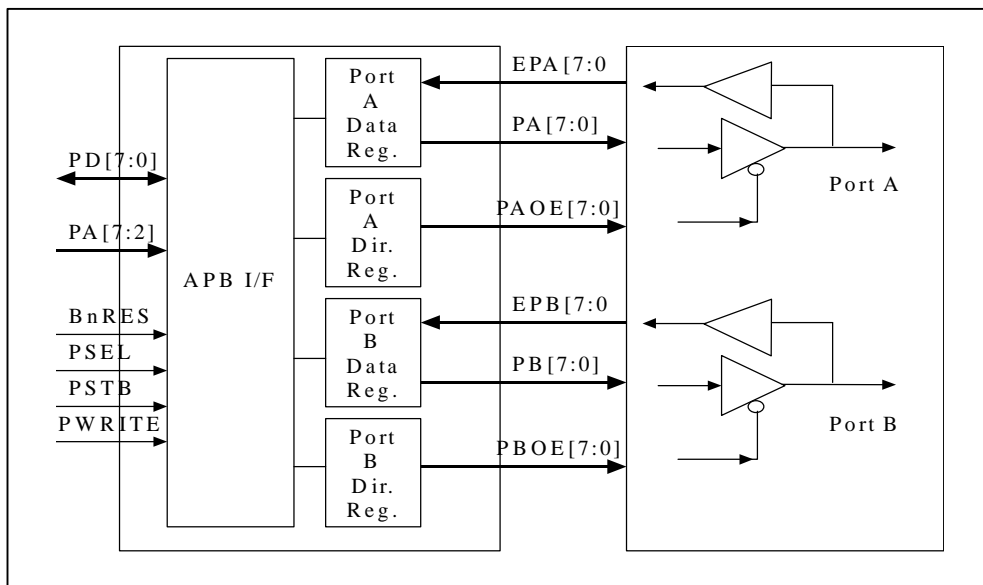 PD[7:0]
PA[7:2]
BnRES
PSEL
PSTB
PWRITE
APB I/F
Port
A
Data
Reg.
Port
A
Dir.
Reg.
Port
B
Data
Reg.
Port
B
Dir.
Reg.
EPA[7:0
PA[7:0]
PAOE[7:0]
EPB[7:0
PB[7:0]
PBOE[7:0]
Port A
Port B